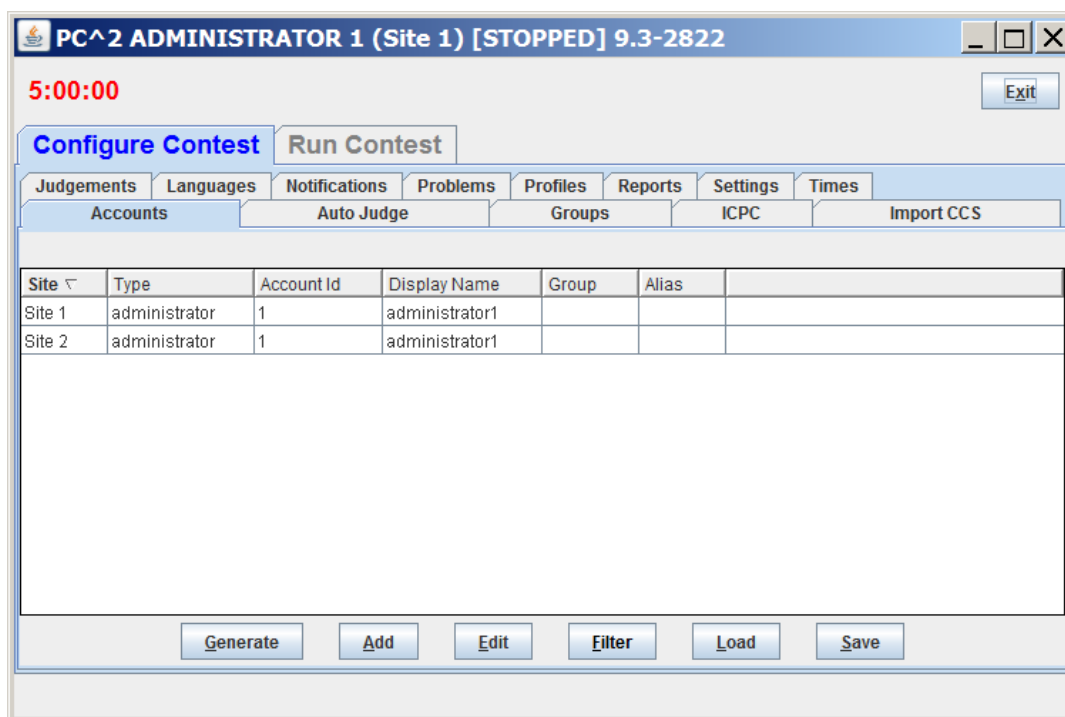 PC^2 ADMINISTRATOR 1 (Site 1) [STOPPED] 9.3-2822
5:00:00 Exit
Configure Contest Run Contest
Judgements Languages Notifications Problems Profiles Reports Settings Times
Accounts Auto Judge Groups ICPC Import CCS
Site Type Account Id Display Name Group Alias
Site 1 administrator 1 administrator1
Site 2 administrator 1 administrator1
Generate Add Edit Filter Load Save